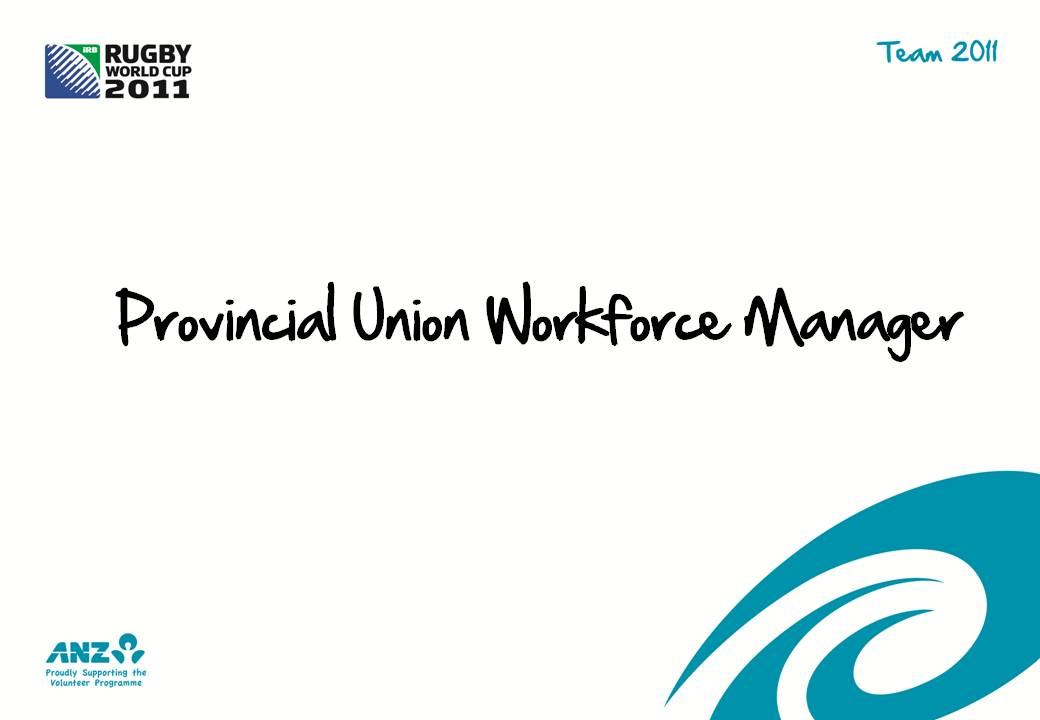 iRB
RUGBY
WORLD CUP
2011
Team 2011
Provincial Union Workforce Manager
ANZ
Proudly Supporting the
Volunteer Programme